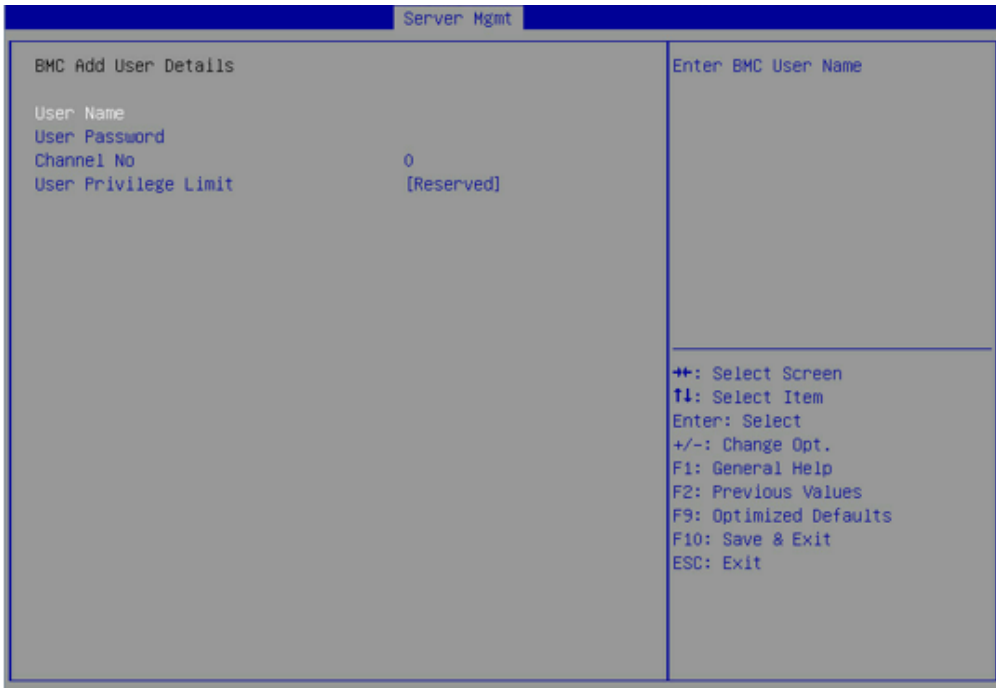 Server Mgmt
BMC Add User Details
User Name
User Password
Channel No 0
User Privilege Limit [Reserved]
Enter BMC User Name
→←: Select Screen
↑↓: Select Item
Enter: Select
+/-: Change Opt.
F1: General Help
F2: Previous Values
F9: Optimized Defaults
F10: Save & Exit
ESC: Exit